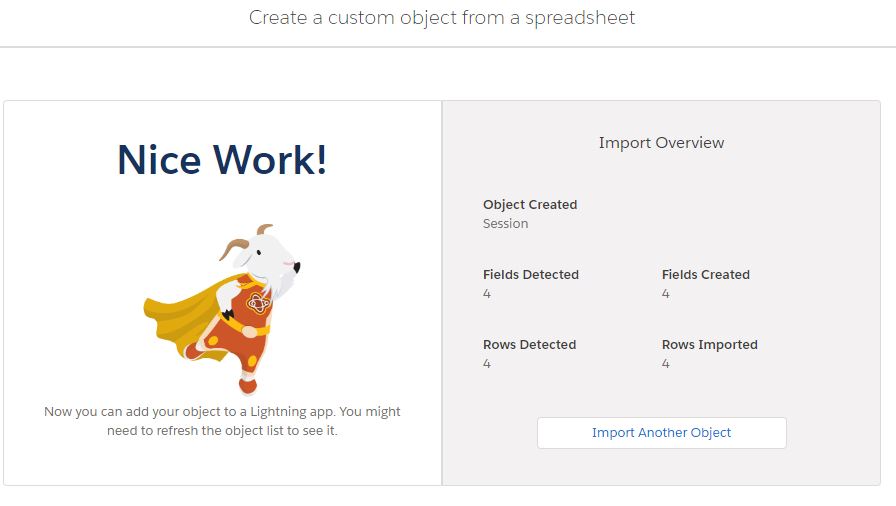 Create a custom object from a spreadsheet
Nice Work!
Now you can add your object to a Lightning app. You might
need to refresh the object list to see it.
Import Overview
Object Created
Session
Fields Detected
4
Fields Created
4
Rows Detected
4
Rows Imported
4
Import Another Object